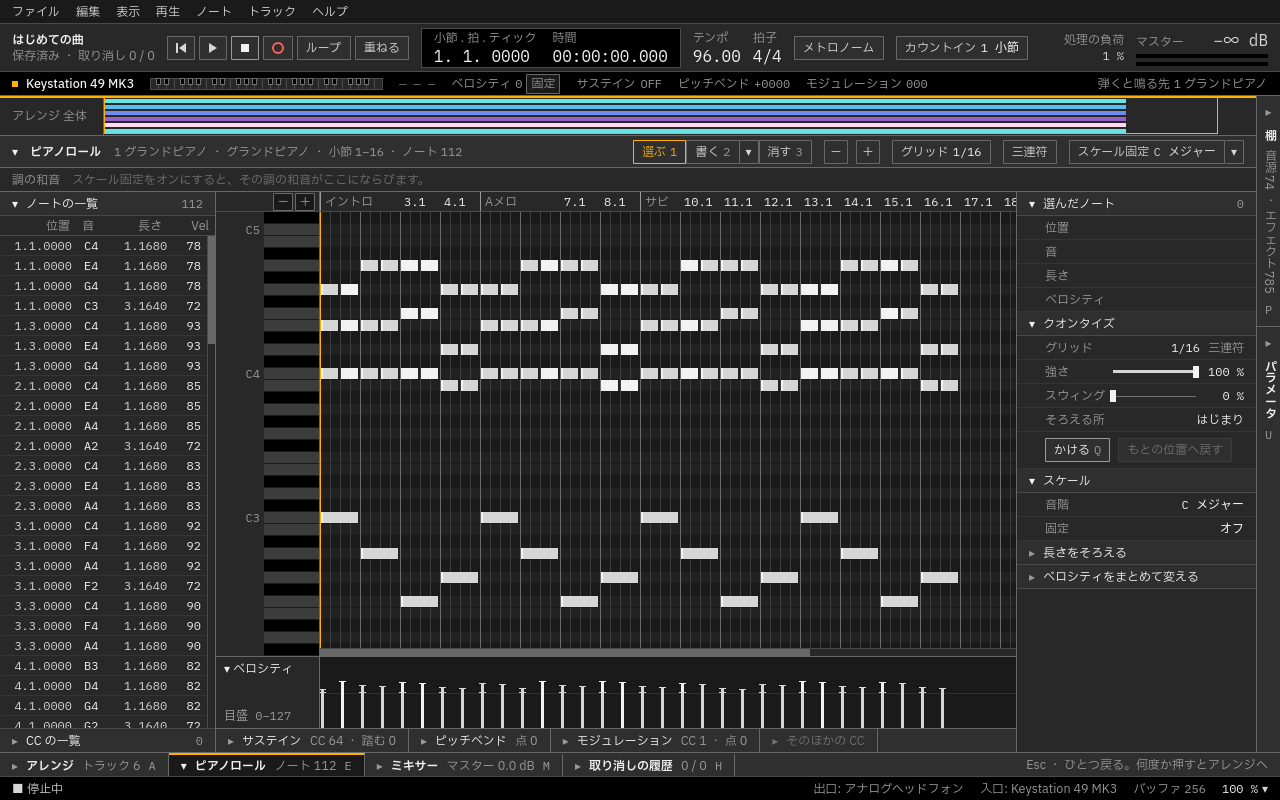 ファイル 編集 表示 再生 ノート トラック ヘルプ
はじめての曲
保存済み · 取り消し 0 / 0
ループ 重ねる
小節 . 拍 . ティック 時間
1. 1. 0000 00:00:00.000
テンポ 拍子
96.00 4/4
メトロノーム カウントイン 1 小節
処理の負荷 マスター −∞ dB
1 %
Keystation 49 MK3 — — — ベロシティ 0 固定 サステイン OFF ピッチベンド +0000 モジュレーション 000 弾くと鳴る先 1 グランドピアノ
アレンジ 全体
▼ ピアノロール 1 グランドピアノ · グランドピアノ · 小節 1–16 · ノート 112 選ぶ 1 書く 2 ▼ 消す 3 − + グリッド 1/16 三連符 スケール固定 C メジャー ▼
調の和音 スケール固定をオンにすると、その調の和音がここにならびます。
▼ ノートの一覧 112
位置 音 長さ Vel
1.1.0000 C4 1.1680 78
1.1.0000 E4 1.1680 78
1.1.0000 G4 1.1680 78
1.1.0000 C3 3.1640 72
1.3.0000 C4 1.1680 93
1.3.0000 E4 1.1680 93
1.3.0000 G4 1.1680 93
2.1.0000 C4 1.1680 85
2.1.0000 E4 1.1680 85
2.1.0000 A4 1.1680 85
2.1.0000 A2 3.1640 72
2.3.0000 C4 1.1680 83
2.3.0000 E4 1.1680 83
2.3.0000 A4 1.1680 83
3.1.0000 C4 1.1680 92
3.1.0000 F4 1.1680 92
3.1.0000 A4 1.1680 92
3.1.0000 F2 3.1640 72
3.3.0000 C4 1.1680 90
3.3.0000 F4 1.1680 90
3.3.0000 A4 1.1680 90
4.1.0000 B3 1.1680 82
4.1.0000 D4 1.1680 82
4.1.0000 G4 1.1680 82
4.1.0000 G2 3.1640 72
▶ CC の一覧 0
− + イントロ 3.1 4.1 Aメロ 7.1 8.1 サビ 10.1 11.1 12.1 13.1 14.1 15.1 16.1 17.1 18
C5
C4
C3
▼ ベロシティ
目盛 0–127
▶ サステイン CC 64 · 踏む 0 ▶ ピッチベンド 点 0 ▶ モジュレーション CC 1 · 点 0 ▶ そのほかの CC
▼ 選んだノート 0
位置
音
長さ
ベロシティ
▼ クオンタイズ
グリッド 1/16 三連符
強さ 100 %
スウィング 0 %
そろえる所 はじまり
かける Q もとの位置へ戻す
▼ スケール
音階 C メジャー
固定 オフ
▶ 長さをそろえる
▶ ベロシティをまとめて変える
▶ 棚 音源 74 · エフェクト 785 P
▶ パラメータ U
▶ アレンジ トラック 6 A ▼ ピアノロール ノート 112 E ▶ ミキサー マスター 0.0 dB M ▶ 取り消しの履歴 0 / 0 H Esc · ひとつ戻る。何度か押すとアレンジへ
停止中 出口: アナログヘッドフォン 入口: Keystation 49 MK3 バッファ 256 100 % ▼